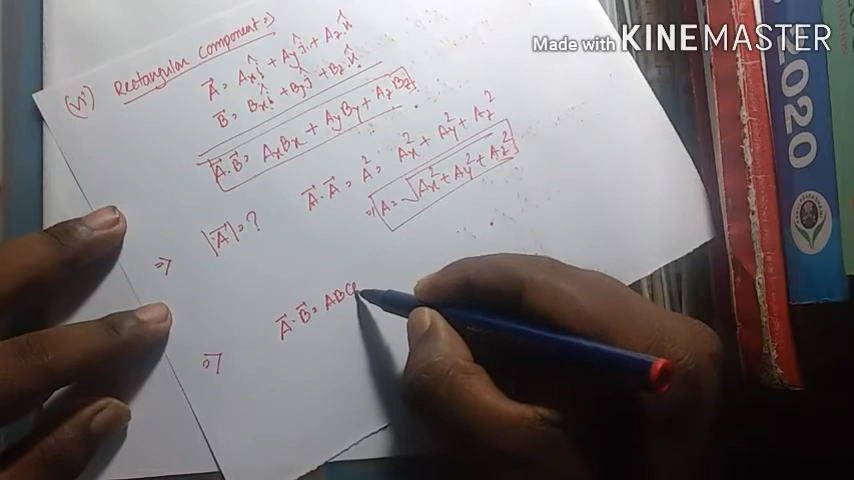 Made with KINEMASTER
2020
(vi) Rectangular component:⇒
A⃗ = Axî + Ayĵ + Azk̂
B⃗ = Bxî + Byĵ + Bzk̂
A⃗·B⃗ = AxBx + AyBy + AzBz
A⃗·A⃗ = A² = Ax² + Ay² + Az²
⇒ |A⃗| = ?
⇒ A = √Ax² + Ay² + Az²
⇒ A⃗·B⃗ = ABC